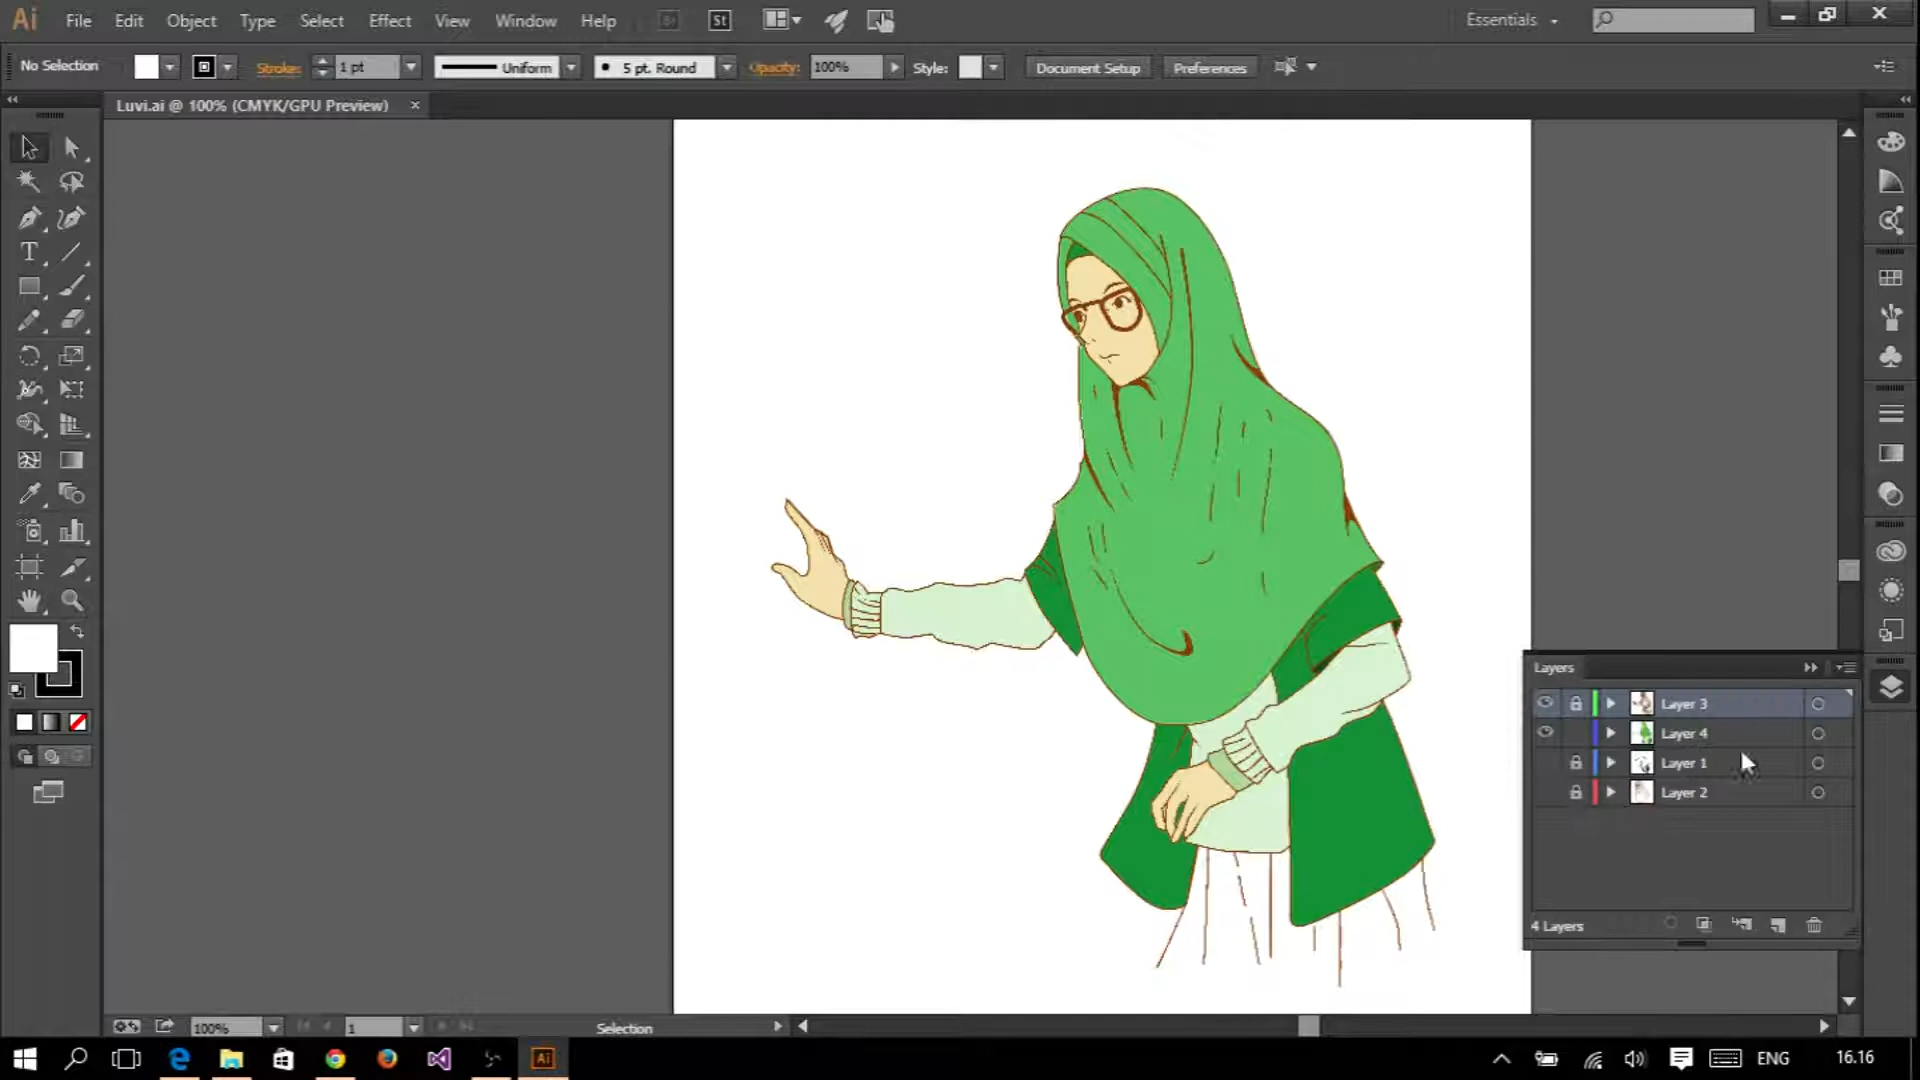 Ai File Edit Object Type Select Effect View Window Help Br St Essentials
No Selection Stroke: 1 pt Uniform 5 pt. Round Opacity: 100% Style: Document Setup Preferences
Luvi.ai @ 100% (CMYK/GPU Preview) ×
T
Layers
Layer 3
Layer 4
Layer 1
Layer 2
4 Layers
100% 1 Selection
Ai ENG 16.16